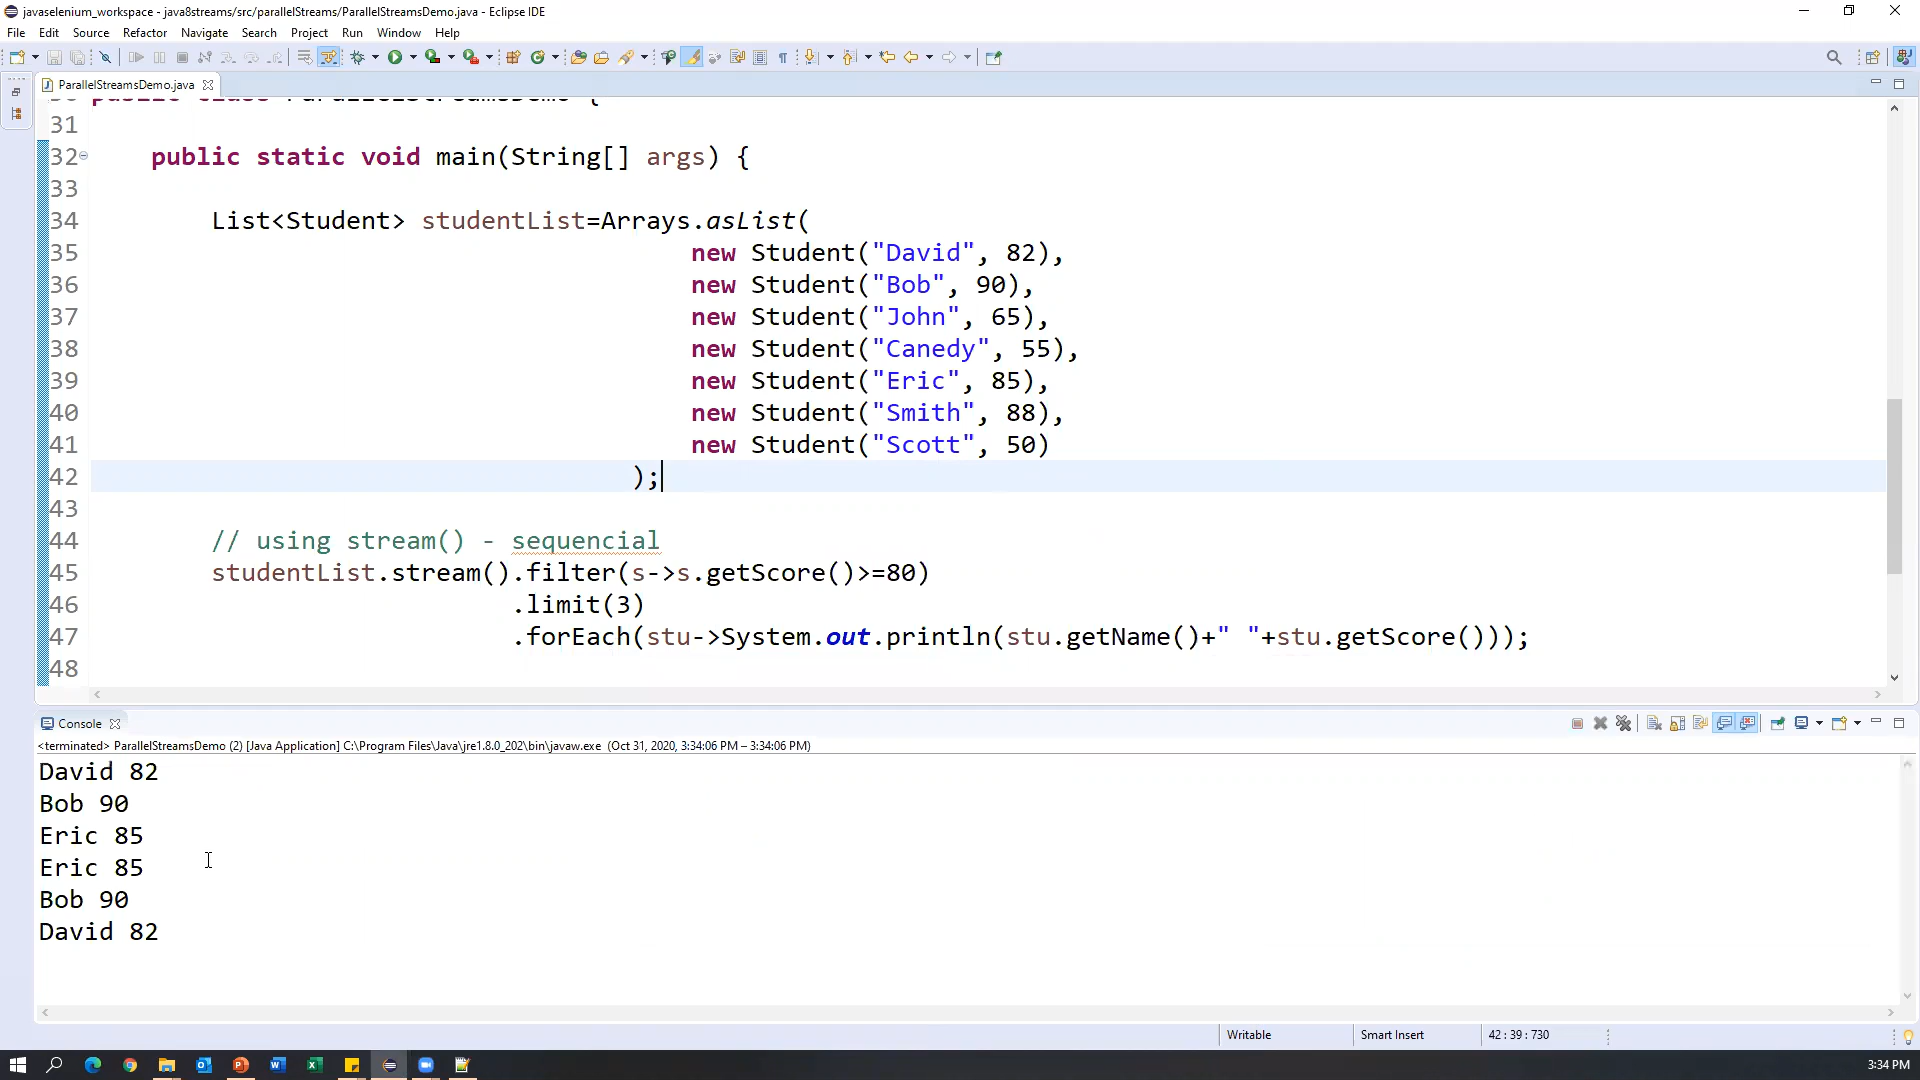 javaselenium_workspace - java8streams/src/parallelStreams/ParallelStreamsDemo.java - Eclipse IDE
File Edit Source Refactor Navigate Search Project Run Window Help
ParallelStreamsDemo.java
public class ParallelStreamsDemo {
31
32 public static void main(String[] args) {
33
34 List<Student> studentList=Arrays.asList(
35 new Student("David", 82),
36 new Student("Bob", 90),
37 new Student("John", 65),
38 new Student("Canedy", 55),
39 new Student("Eric", 85),
40 new Student("Smith", 88),
41 new Student("Scott", 50)
42 );
43
44 // using stream() - sequencial
45 studentList.stream().filter(s->s.getScore()>=80)
46 .limit(3)
47 .forEach(stu->System.out.println(stu.getName()+" "+stu.getScore()));
48
Console
<terminated> ParallelStreamsDemo (2) [Java Application] C:\Program Files\Java\jre1.8.0_202\bin\javaw.exe (Oct 31, 2020, 3:34:06 PM – 3:34:06 PM)
David 82
Bob 90
Eric 85
Eric 85
Bob 90
David 82
Writable Smart Insert 42 : 39 : 730
3:34 PM